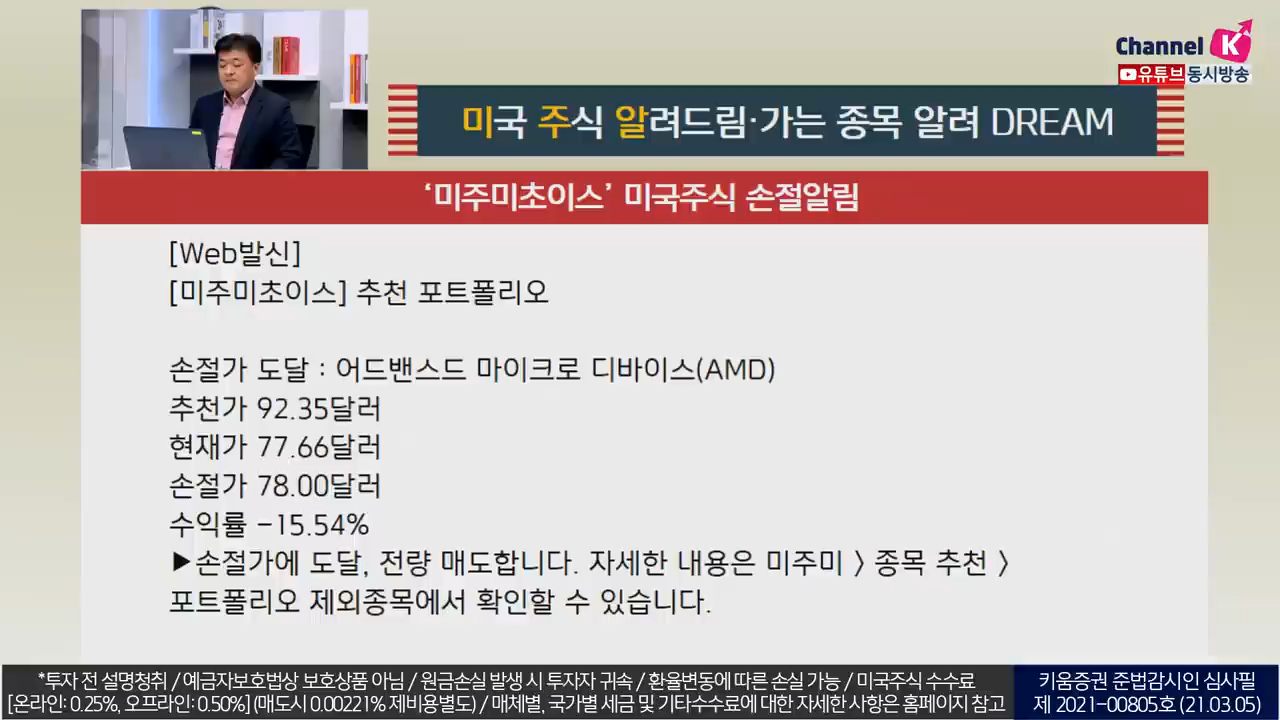 Channel K
유튜브 동시방송
미국 주식 알려드림·가는 종목 알려 DREAM
‘미주미초이스’ 미국주식 손절알림
[Web발신]
[미주미초이스] 추천 포트폴리오
손절가 도달 : 어드밴스드 마이크로 디바이스(AMD)
추천가 92.35달러
현재가 77.66달러
손절가 78.00달러
수익률 -15.54%
▶손절가에 도달, 전량 매도합니다. 자세한 내용은 미주미 > 종목 추천 >
포트폴리오 제외종목에서 확인할 수 있습니다.
*투자 전 설명청취 / 예금자보호법상 보호상품 아님 / 원금손실 발생 시 투자자 귀속 / 환율변동에 따른 손실 가능 / 미국주식 수수료
[온라인: 0.25%, 오프라인: 0.50%] (매도시 0.00221% 제비용별도) / 매체별, 국가별 세금 및 기타수수료에 대한 자세한 사항은 홈페이지 참고
키움증권 준법감시인 심사필
제 2021-00805호 (21.03.05)